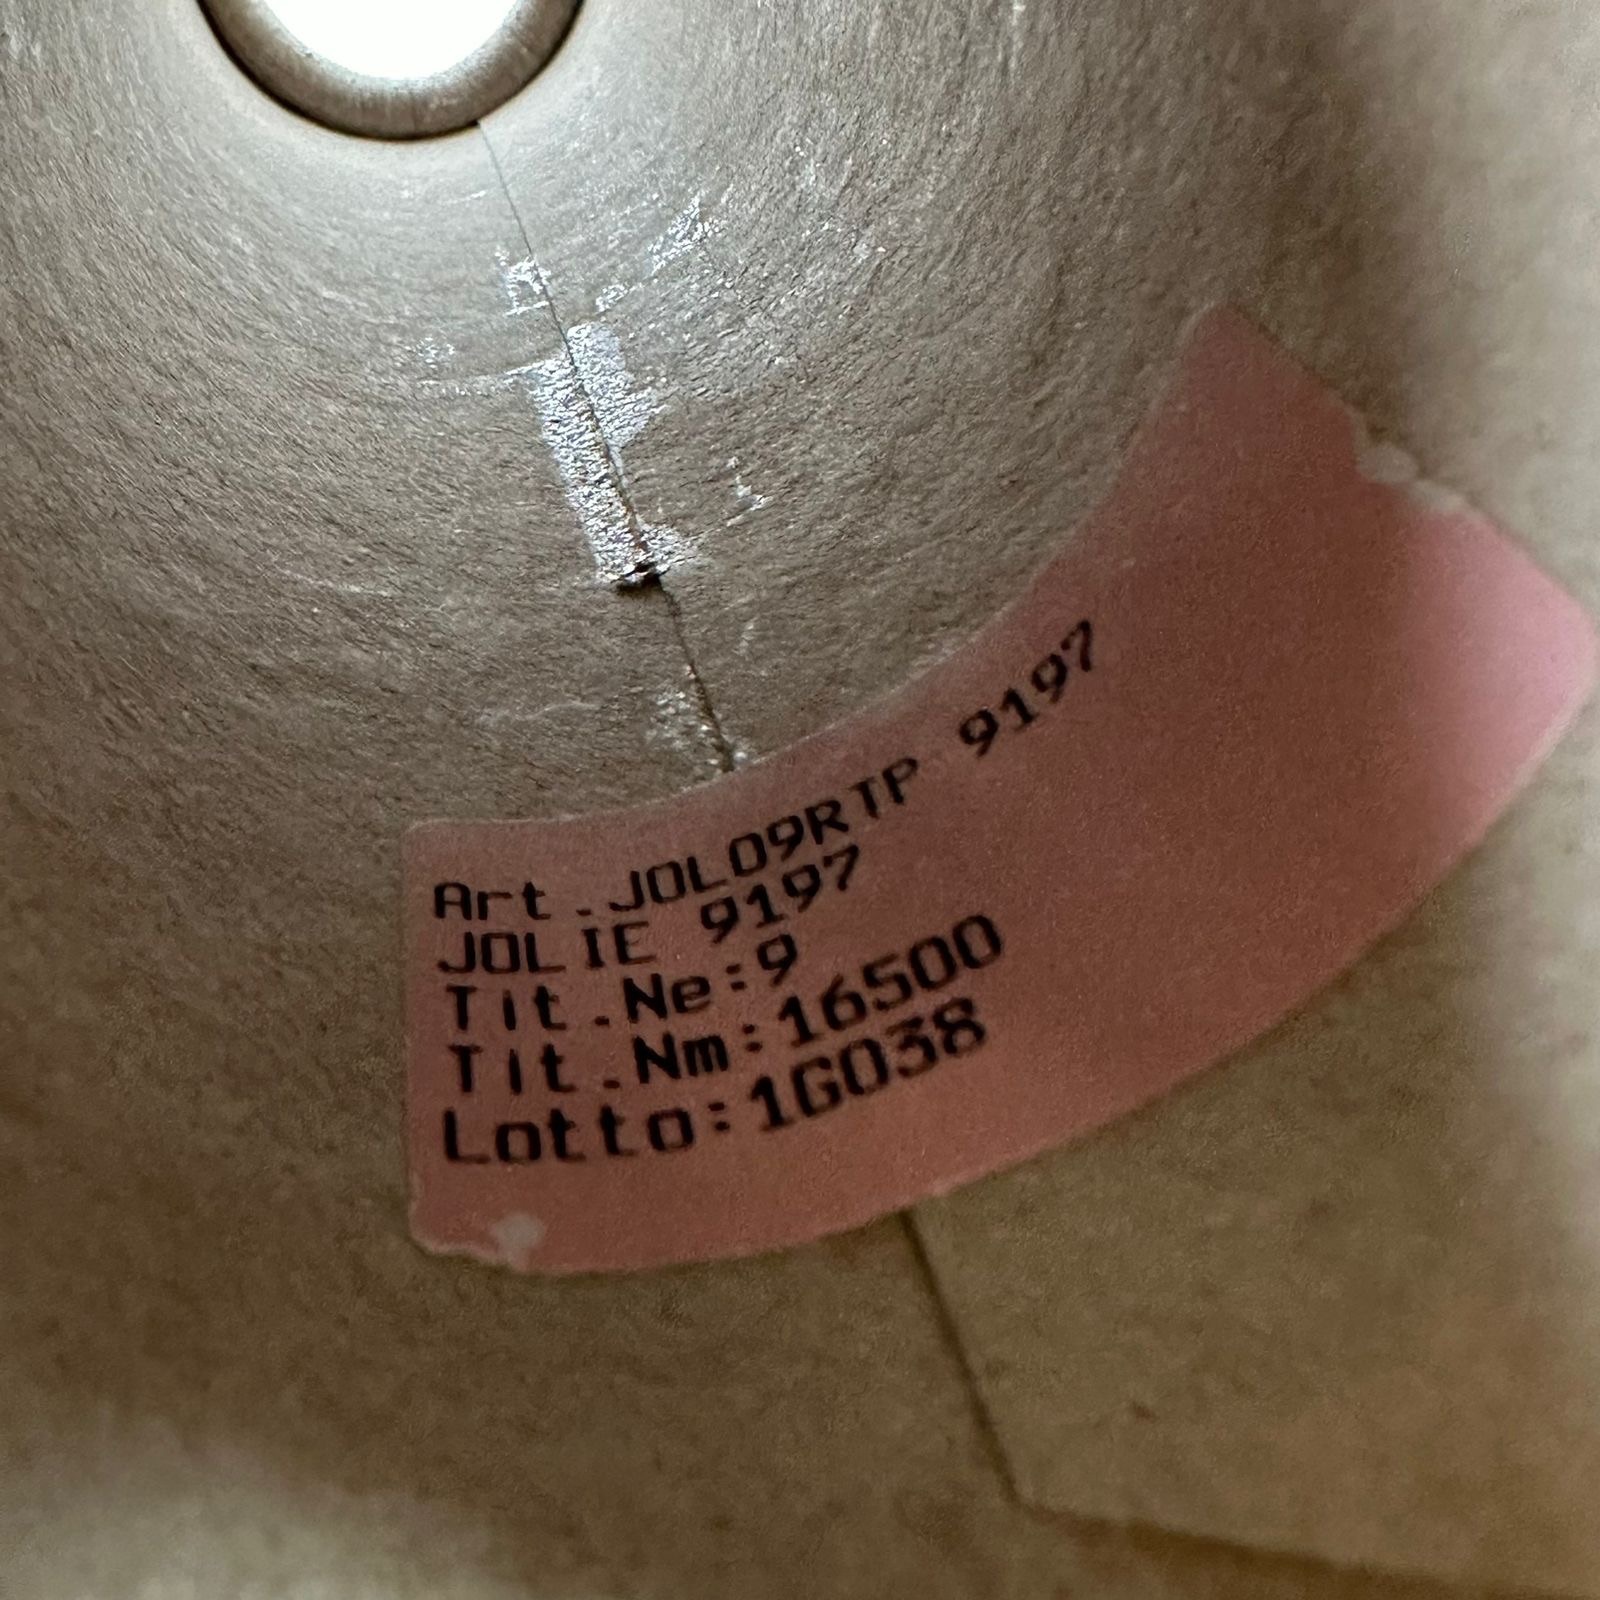 Art.JOL09RTP 9197
JOLIE 9197
Tit.Ne:9
Tit.Nm:16500
Lotto:1G038